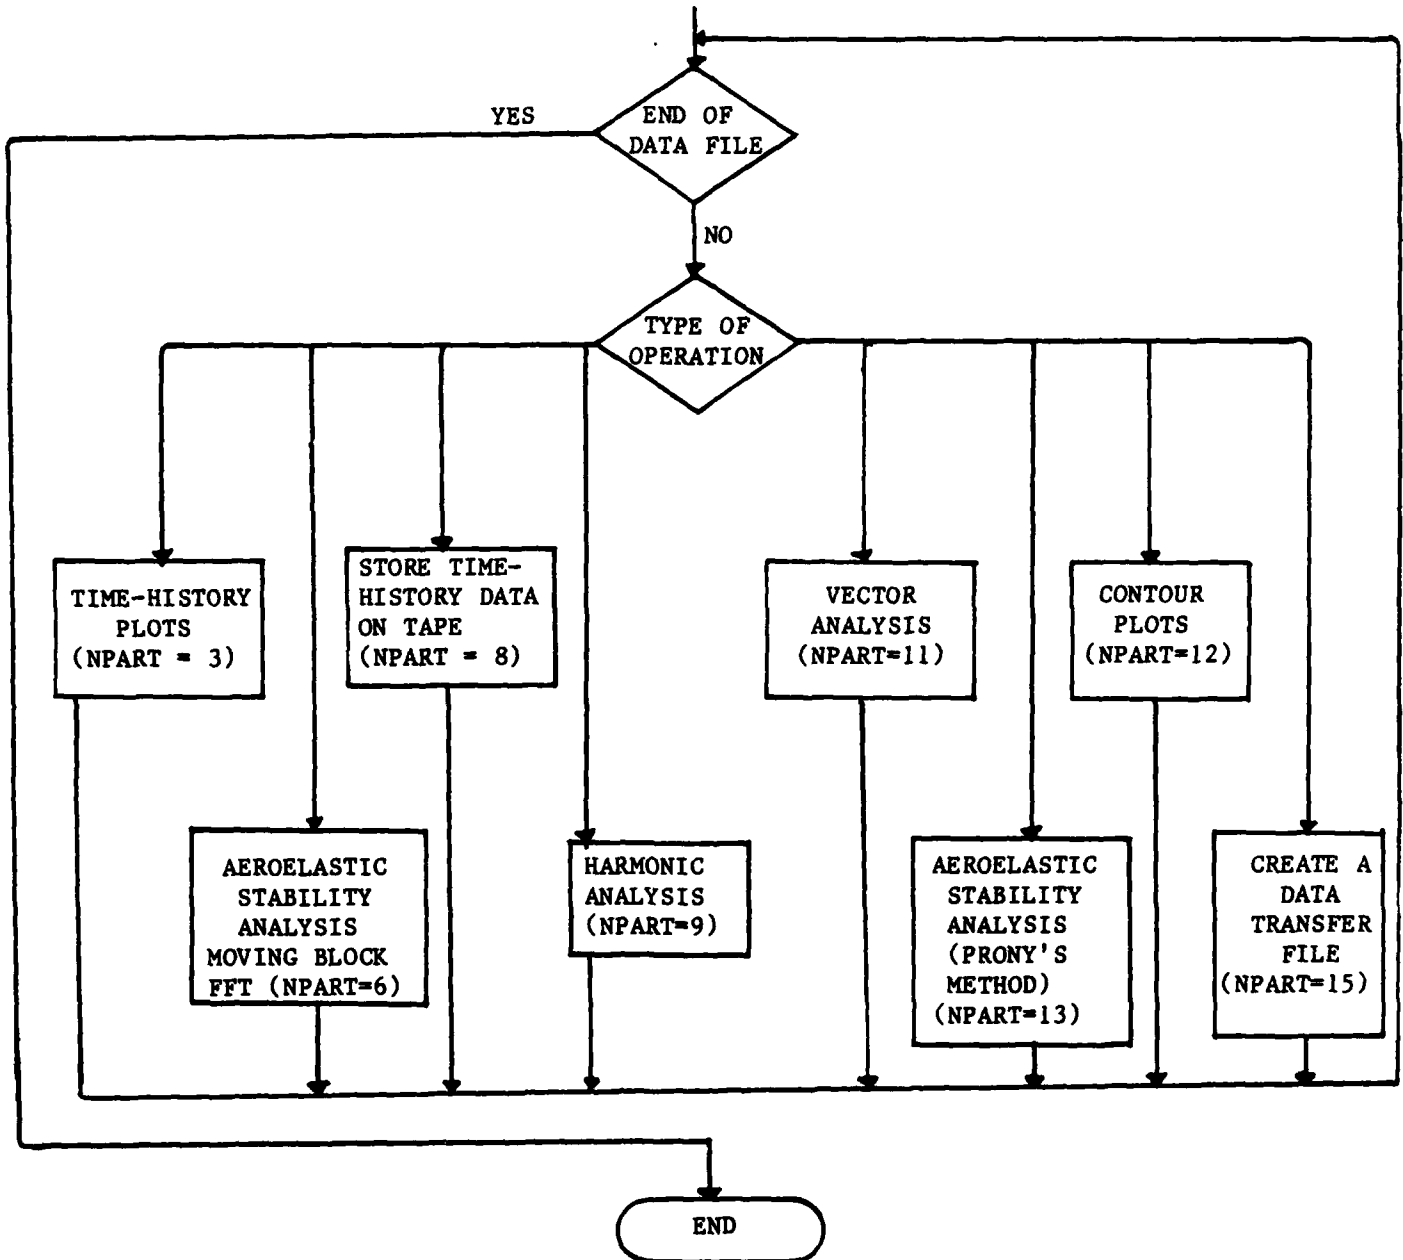 END OF
DATA FILE
YES
NO
TYPE OF
OPERATION
TIME-HISTORY
PLOTS
(NPART = 3)
STORE TIME-
HISTORY DATA
ON TAPE
(NPART = 8)
VECTOR
ANALYSIS
(NPART=11)
CONTOUR
PLOTS
(NPART=12)
AEROELASTIC
STABILITY
ANALYSIS
MOVING BLOCK
FFT (NPART=6)
HARMONIC
ANALYSIS
(NPART=9)
AEROELASTIC
STABILITY
ANALYSIS
(PRONY'S
METHOD)
(NPART=13)
CREATE A
DATA
TRANSFER
FILE
(NPART=15)
END